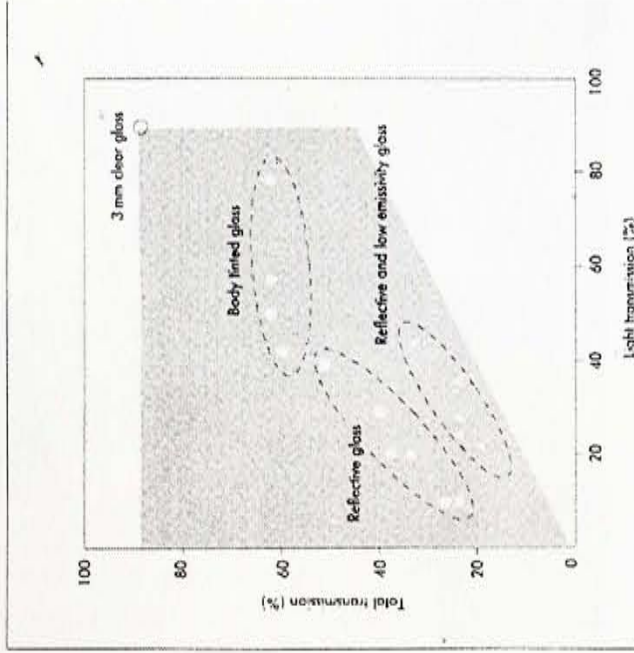 3 mm clear glass
Body tinted glass
Reflective glass
Reflective and low emissivity glass
Total transmission (%)
100
80
60
40
20
0
20
40
60
80
100
Light transmission (%)